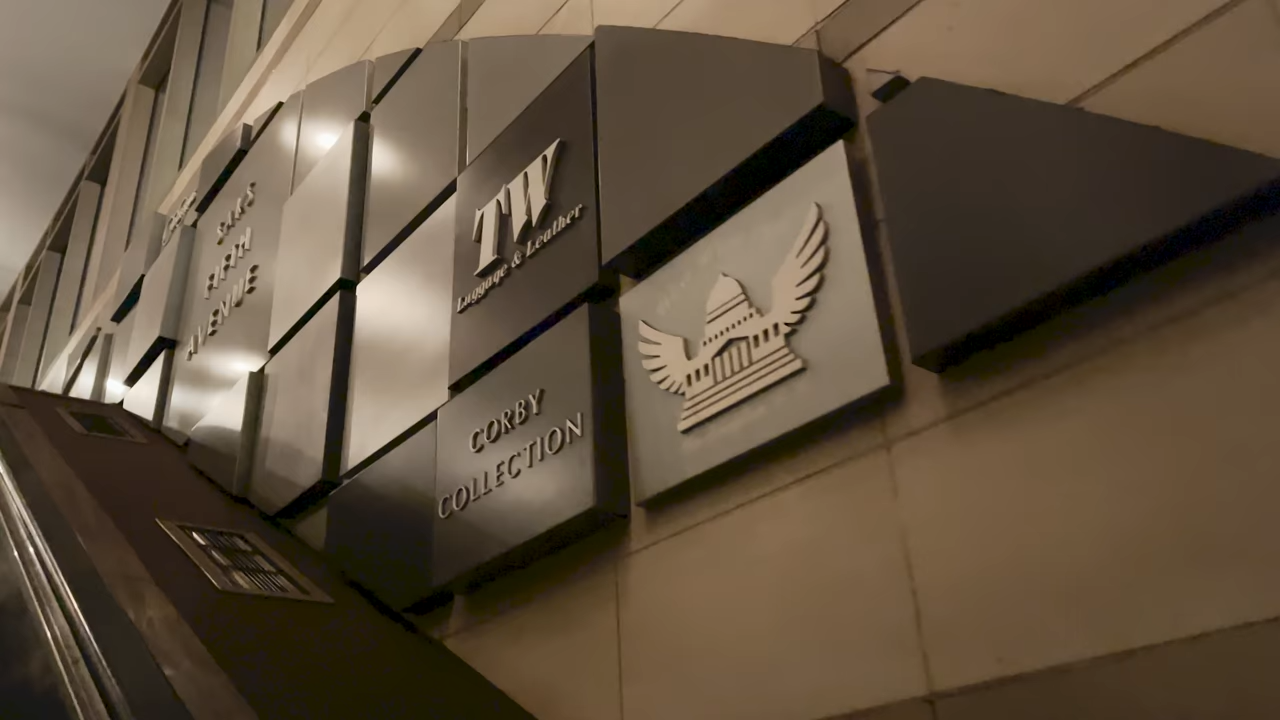 SAKS
FIFTH
AVENUE
TW
Luggage & Leather
CORBY
COLLECTION